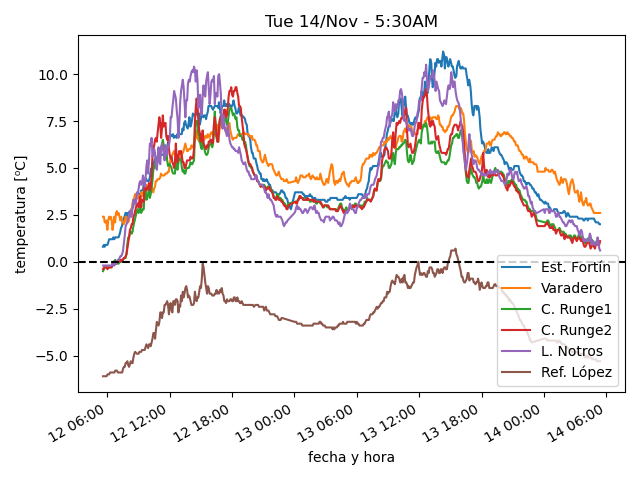 Tue 14/Nov - 5:30AM
temperatura [ºC]
10.0
7.5
5.0
2.5
0.0
−2.5
−5.0
Est. Fortín
Varadero
C. Runge1
C. Runge2
L. Notros
Ref. López
12 06:00
12 12:00
12 18:00
13 00:00
13 06:00
13 12:00
13 18:00
14 00:00
14 06:00
fecha y hora